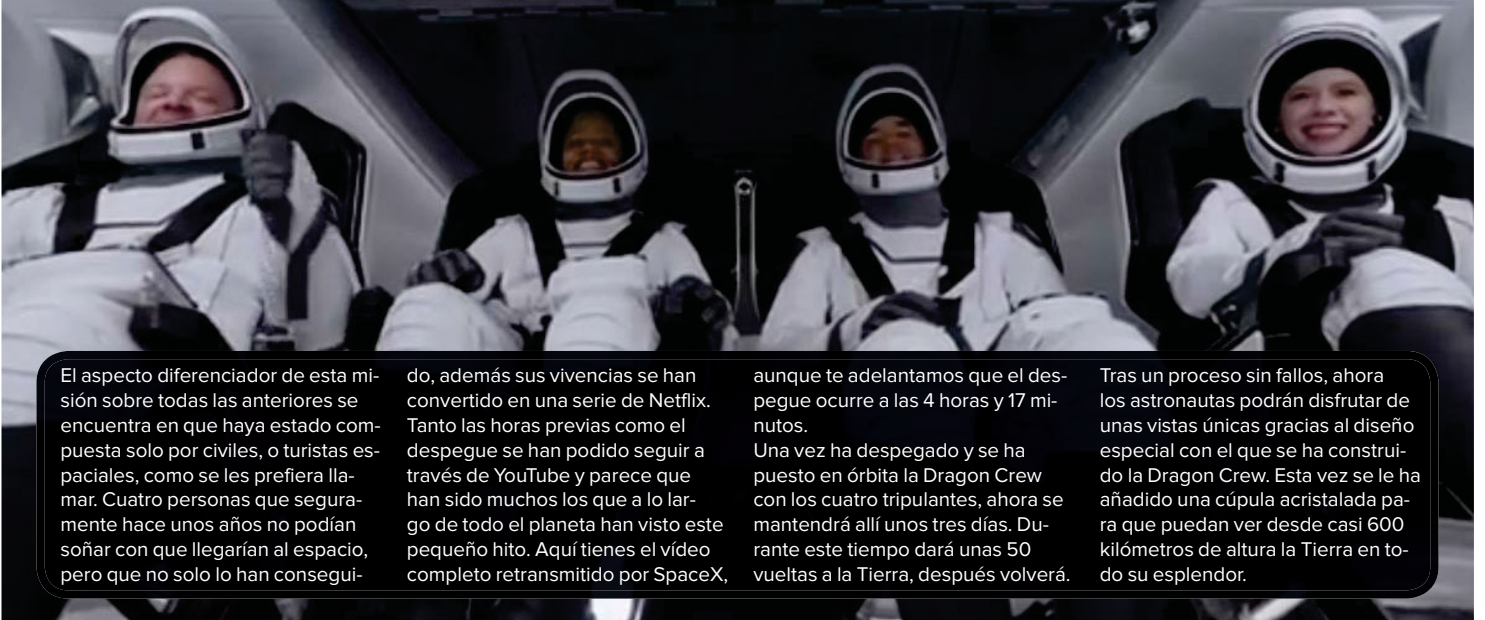 El aspecto diferenciador de esta mi-
sión sobre todas las anteriores se
encuentra en que haya estado com-
puesta solo por civiles, o turistas es-
paciales, como se les prefiera lla-
mar. Cuatro personas que segura-
mente hace unos años no podían
soñar con que llegarían al espacio,
pero que no solo lo han consegui-
do, además sus vivencias se han
convertido en una serie de Netflix.
Tanto las horas previas como el
despegue se han podido seguir a
través de YouTube y parece que
han sido muchos los que a lo lar-
go de todo el planeta han visto este
pequeño hito. Aquí tienes el vídeo
completo retransmitido por SpaceX,
aunque te adelantamos que el des-
pegue ocurre a las 4 horas y 17 mi-
nutos.
Una vez ha despegado y se ha
puesto en órbita la Dragon Crew
con los cuatro tripulantes, ahora se
mantendrá allí unos tres días. Du-
rante este tiempo dará unas 50
vueltas a la Tierra, después volverá.
Tras un proceso sin fallos, ahora
los astronautas podrán disfrutar de
unas vistas únicas gracias al diseño
especial con el que se ha construi-
do la Dragon Crew. Esta vez se le ha
añadido una cúpula acristalada pa-
ra que puedan ver desde casi 600
kilómetros de altura la Tierra en to-
do su esplendor.